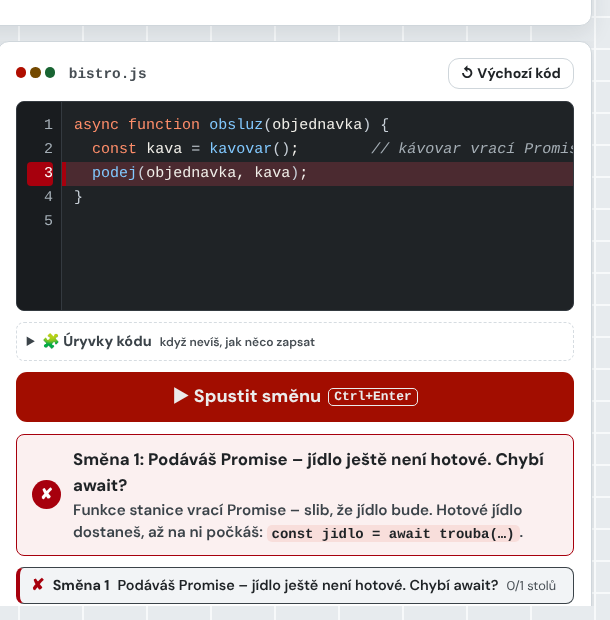 bistro.js
Výchozí kód
1 async function obsluz(objednavka) {
2 const kava = kavovar(); // kávovar vrací Promis
3 podej(objednavka, kava);
4 }
5
Úryvky kódu když nevíš, jak něco zapsat
Spustit směnu Ctrl+Enter
Směna 1: Podáváš Promise – jídlo ještě není hotové. Chybí
await?
Funkce stanice vrací Promise – slib, že jídlo bude. Hotové jídlo
dostaneš, až na ni počkáš: const jidlo = await trouba(…).
Směna 1 Podáváš Promise – jídlo ještě není hotové. Chybí await? 0/1 stolů